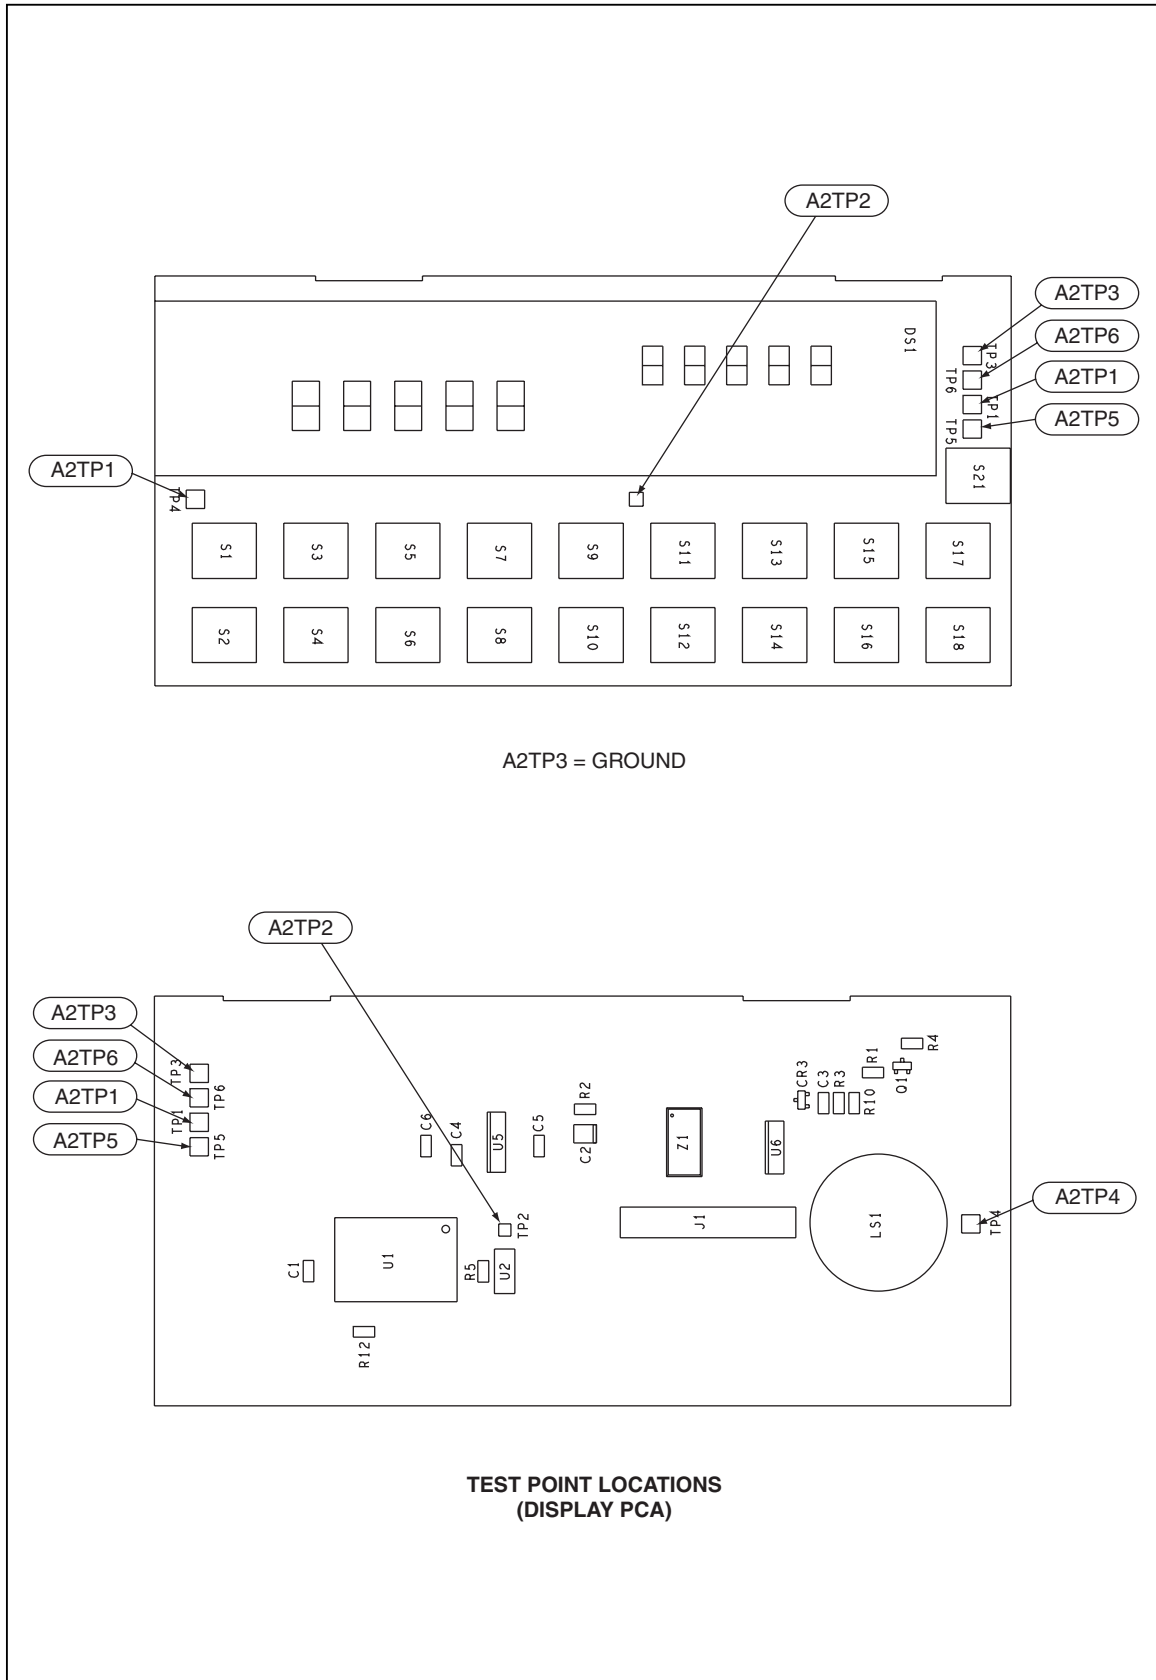 A2TP2
A2TP3
A2TP6
A2TP1
A2TP5
DS1
TP3
TP6
TP1
TP5
S21
A2TP1
TP4
S1
S3
S5
S7
S9
S11
S13
S15
S17
S2
S4
S6
S8
S10
S12
S14
S16
S18
A2TP3 = GROUND
A2TP2
A2TP3
A2TP6
A2TP1
A2TP5
TP3
TP6
TP1
TP5
R4
R1
Q1
CR3
C3
R3
R10
R2
C6
C4
U5
C5
C2
Z1
U6
A2TP4
TP4
LS1
J1
TP2
U1
C1
R5
U2
R12
TEST POINT LOCATIONS
(DISPLAY PCA)